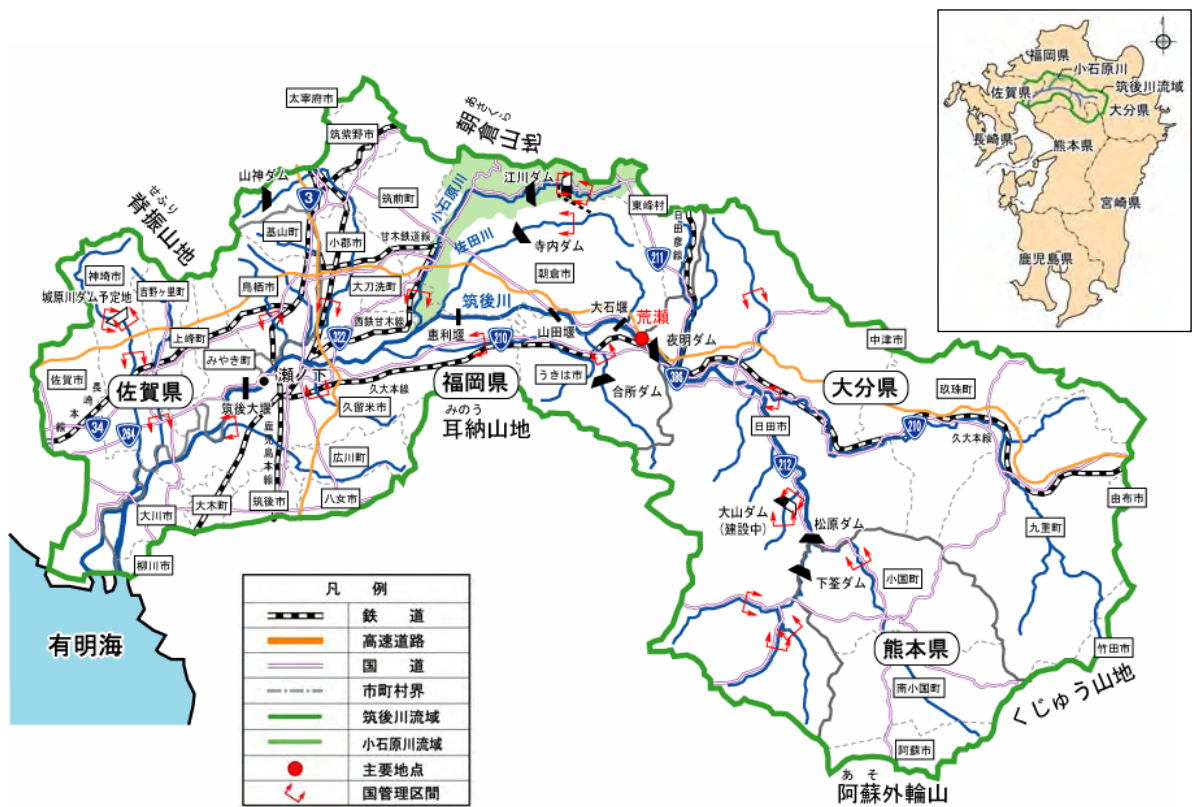 福岡県
小石原川
佐賀県
筑後川流域
大分県
長崎県
熊本県
宮崎県
鹿児島県
太宰府市
筑紫野市
あさくら
朝倉山地
山神ダム
せふり
脊振山地
3
筑前町
小石原川
江川ダム
東峰村
日田彦山線
基山町
小郡市
甘木鉄道線
佐田川
寺内ダム
211
神埼市
吉野ヶ里町
鳥栖市
大刀洗町
朝倉市
城原川ダム予定地
筑後川
大石堰
荒瀬
上峰町
322
西鉄甘木線
恵利堰
210
山田堰
夜明ダム
中津市
みやき町
佐賀市
佐賀県
瀬ノ下
久大本線
福岡県
うきは市
合所ダム
386
大分県
玖珠町
長崎本線
筑後大堰
久留米市
みのう
耳納山地
日田市
210
久大本線
34
264
鹿児島本線
広川町
212
大川市
大木町
筑後市
八女市
大山ダム
(建設中)
松原ダム
由布市
九重町
柳川市
下筌ダム
小国町
有明海
熊本県
竹田市
南小国町
くじゅう山地
阿蘇市
あそ
阿蘇外輪山
凡例
鉄道
高速道路
国道
市町村界
筑後川流域
小石原川流域
主要地点
国管理区間